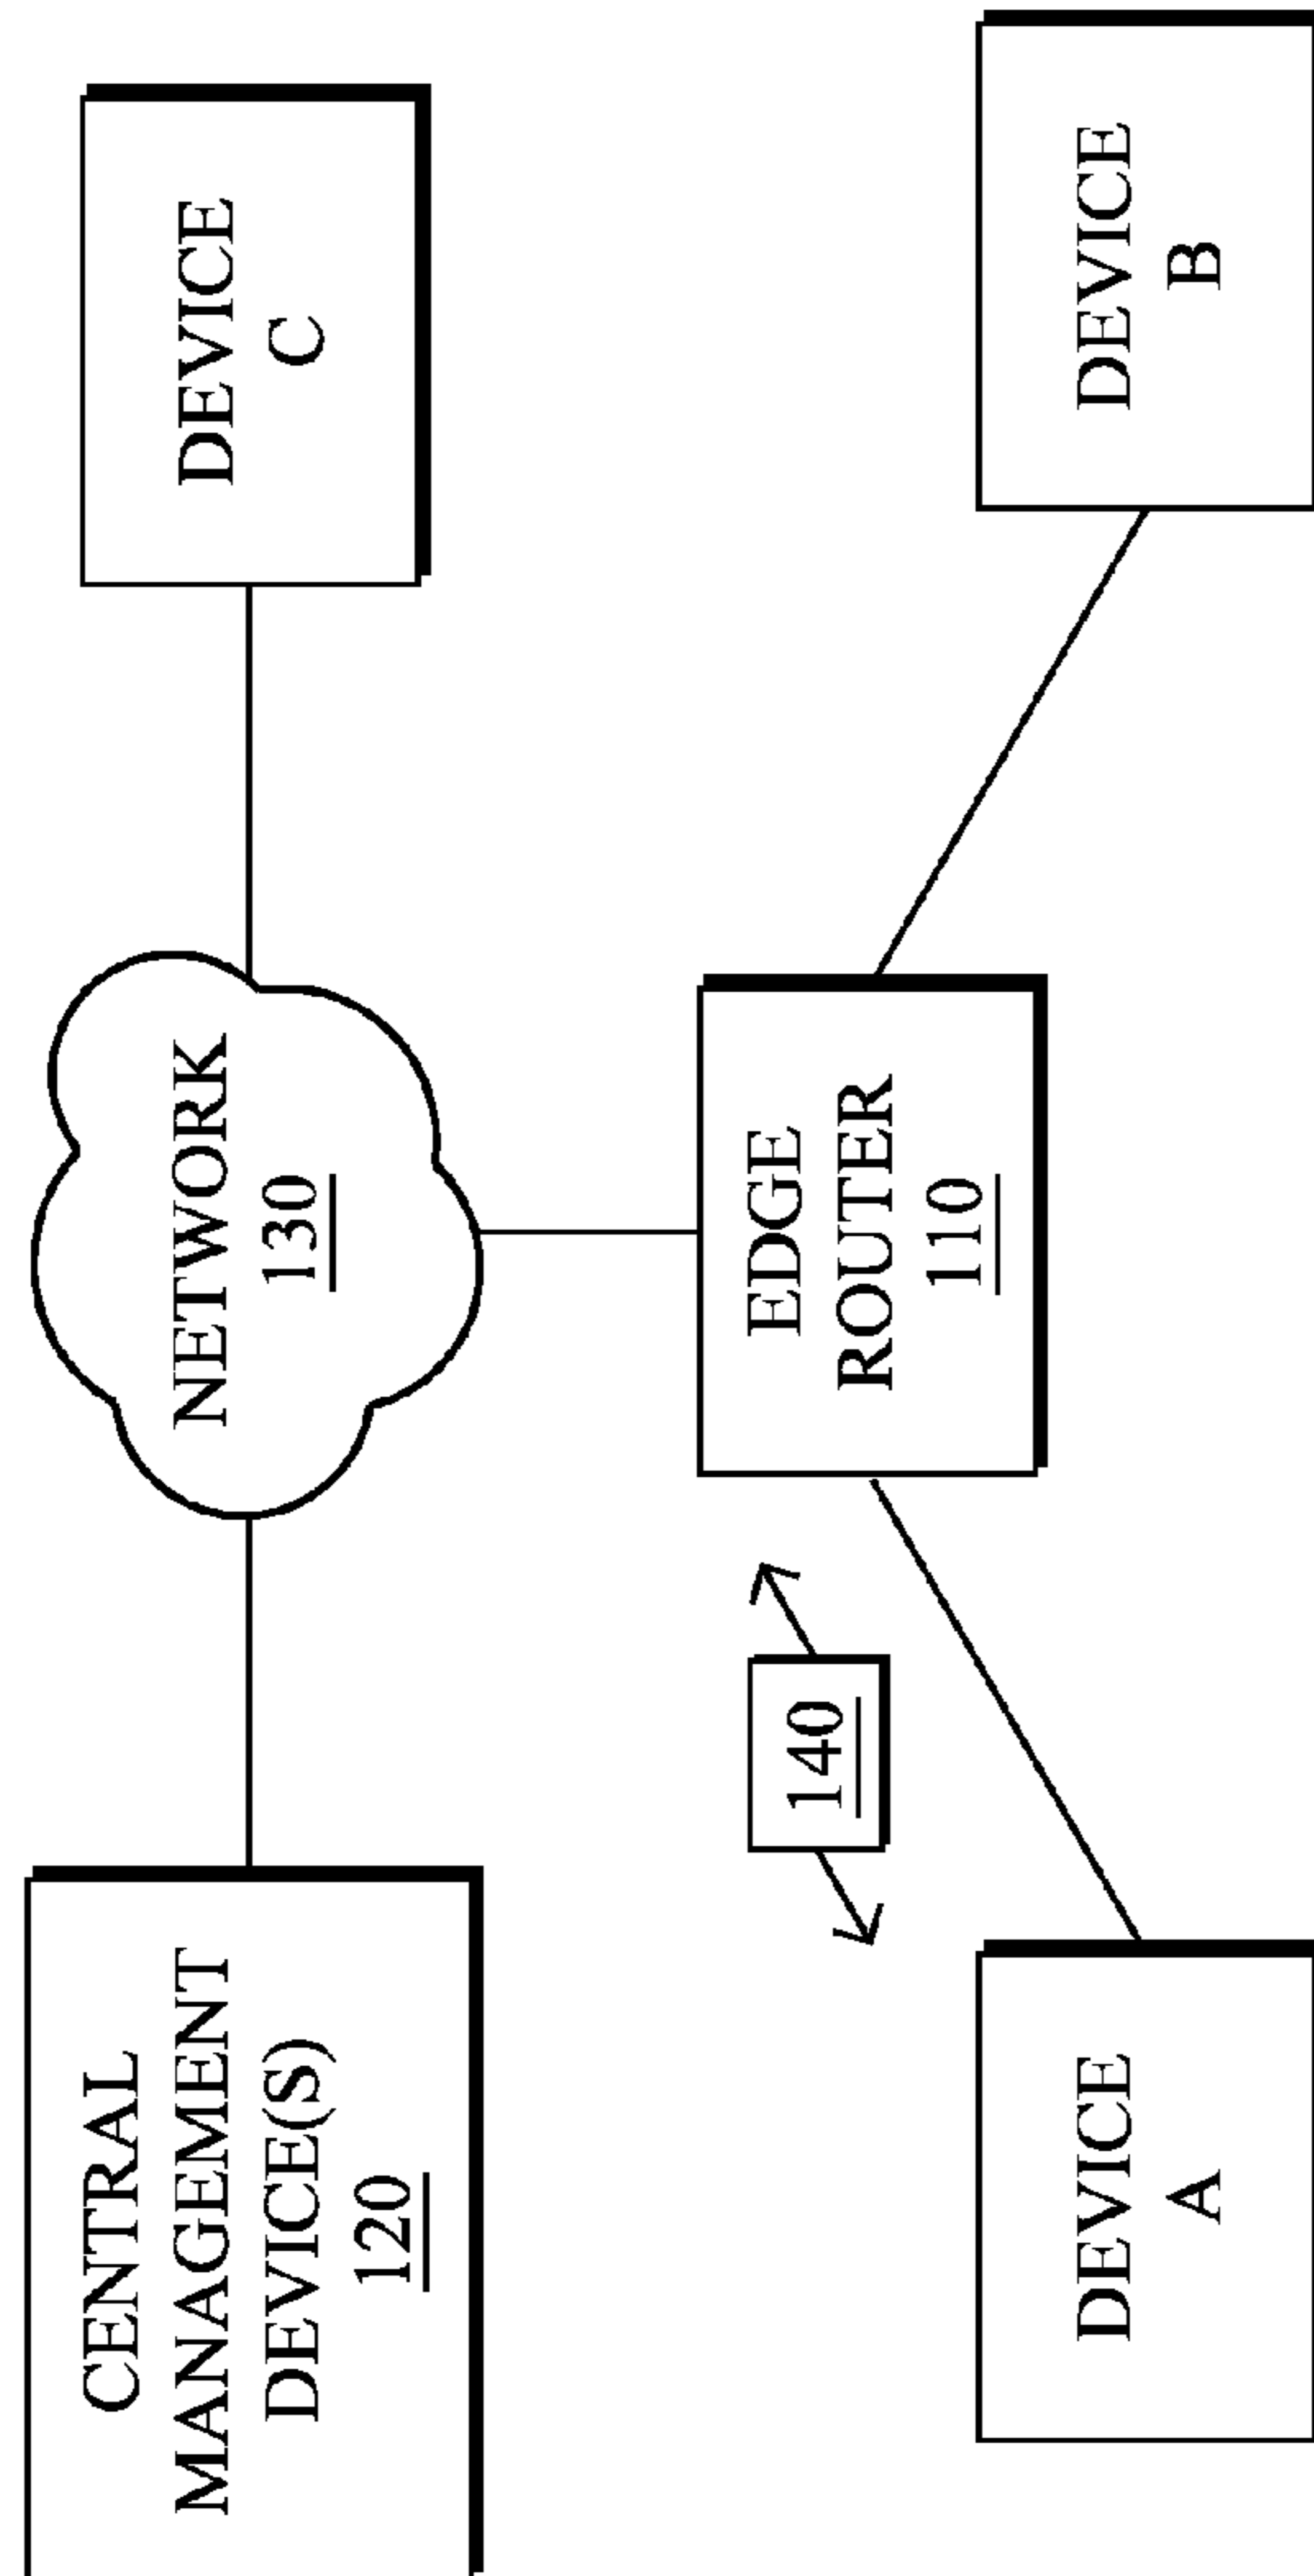 CENTRAL
MANAGEMENT
DEVICE(S)
120
NETWORK
130
DEVICE
C
140
EDGE
ROUTER
110
DEVICE
A
DEVICE
B